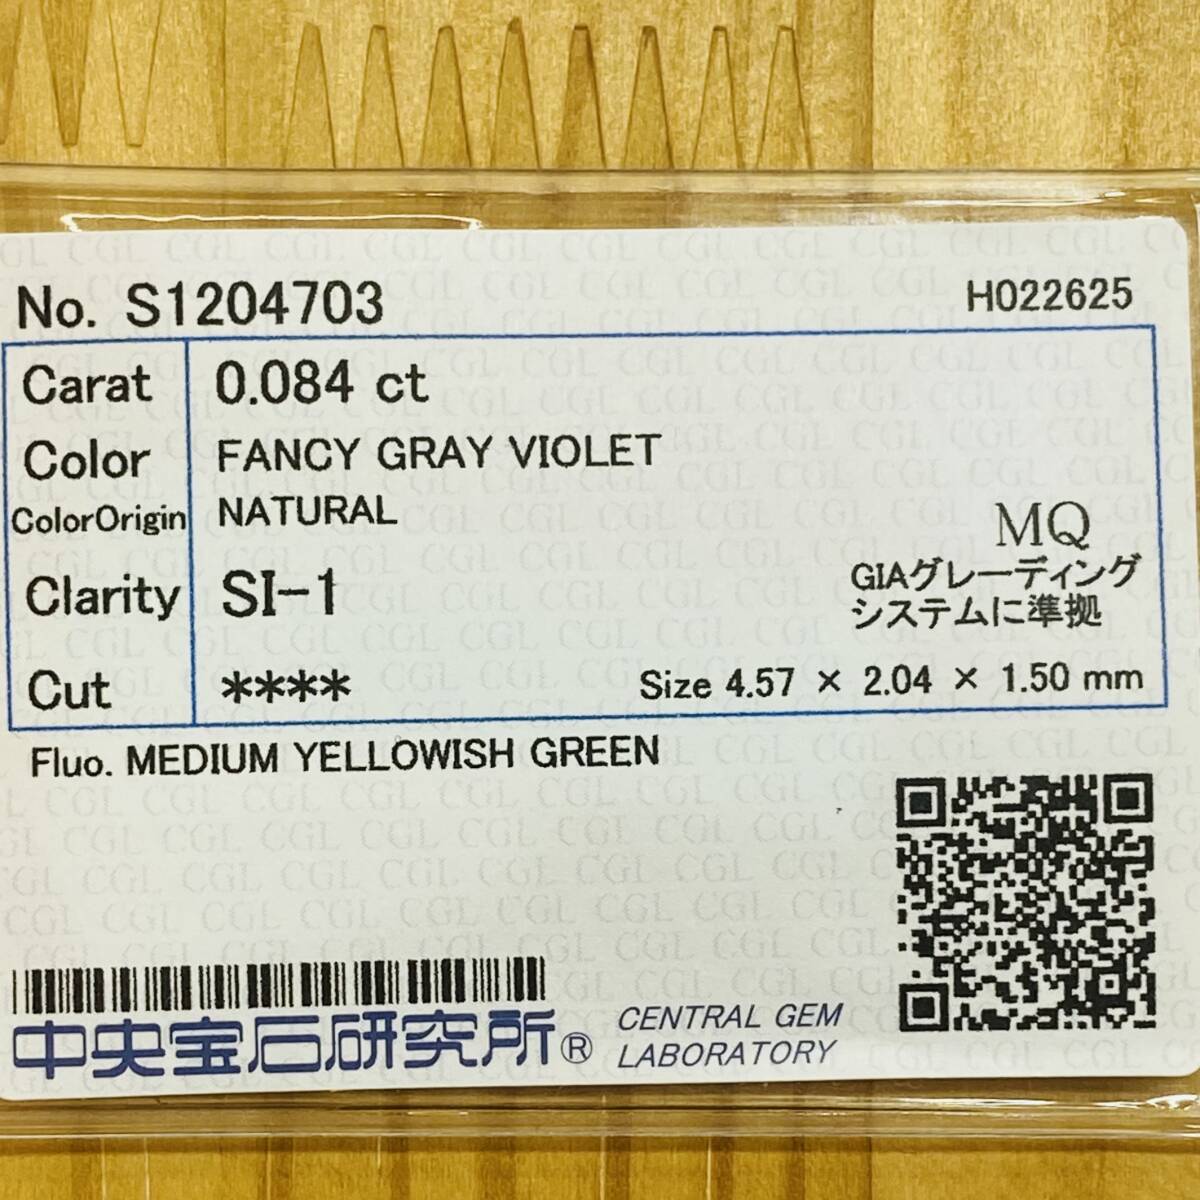 No. S1204703
H022625
Carat 0.084 ct
Color FANCY GRAY VIOLET
ColorOrigin NATURAL
MQ
Clarity SI-1
GIAグレーディング
システムに準拠
Cut ****
Size 4.57 × 2.04 × 1.50 mm
Fluo. MEDIUM YELLOWISH GREEN
中央宝石研究所®
CENTRAL GEM
LABORATORY